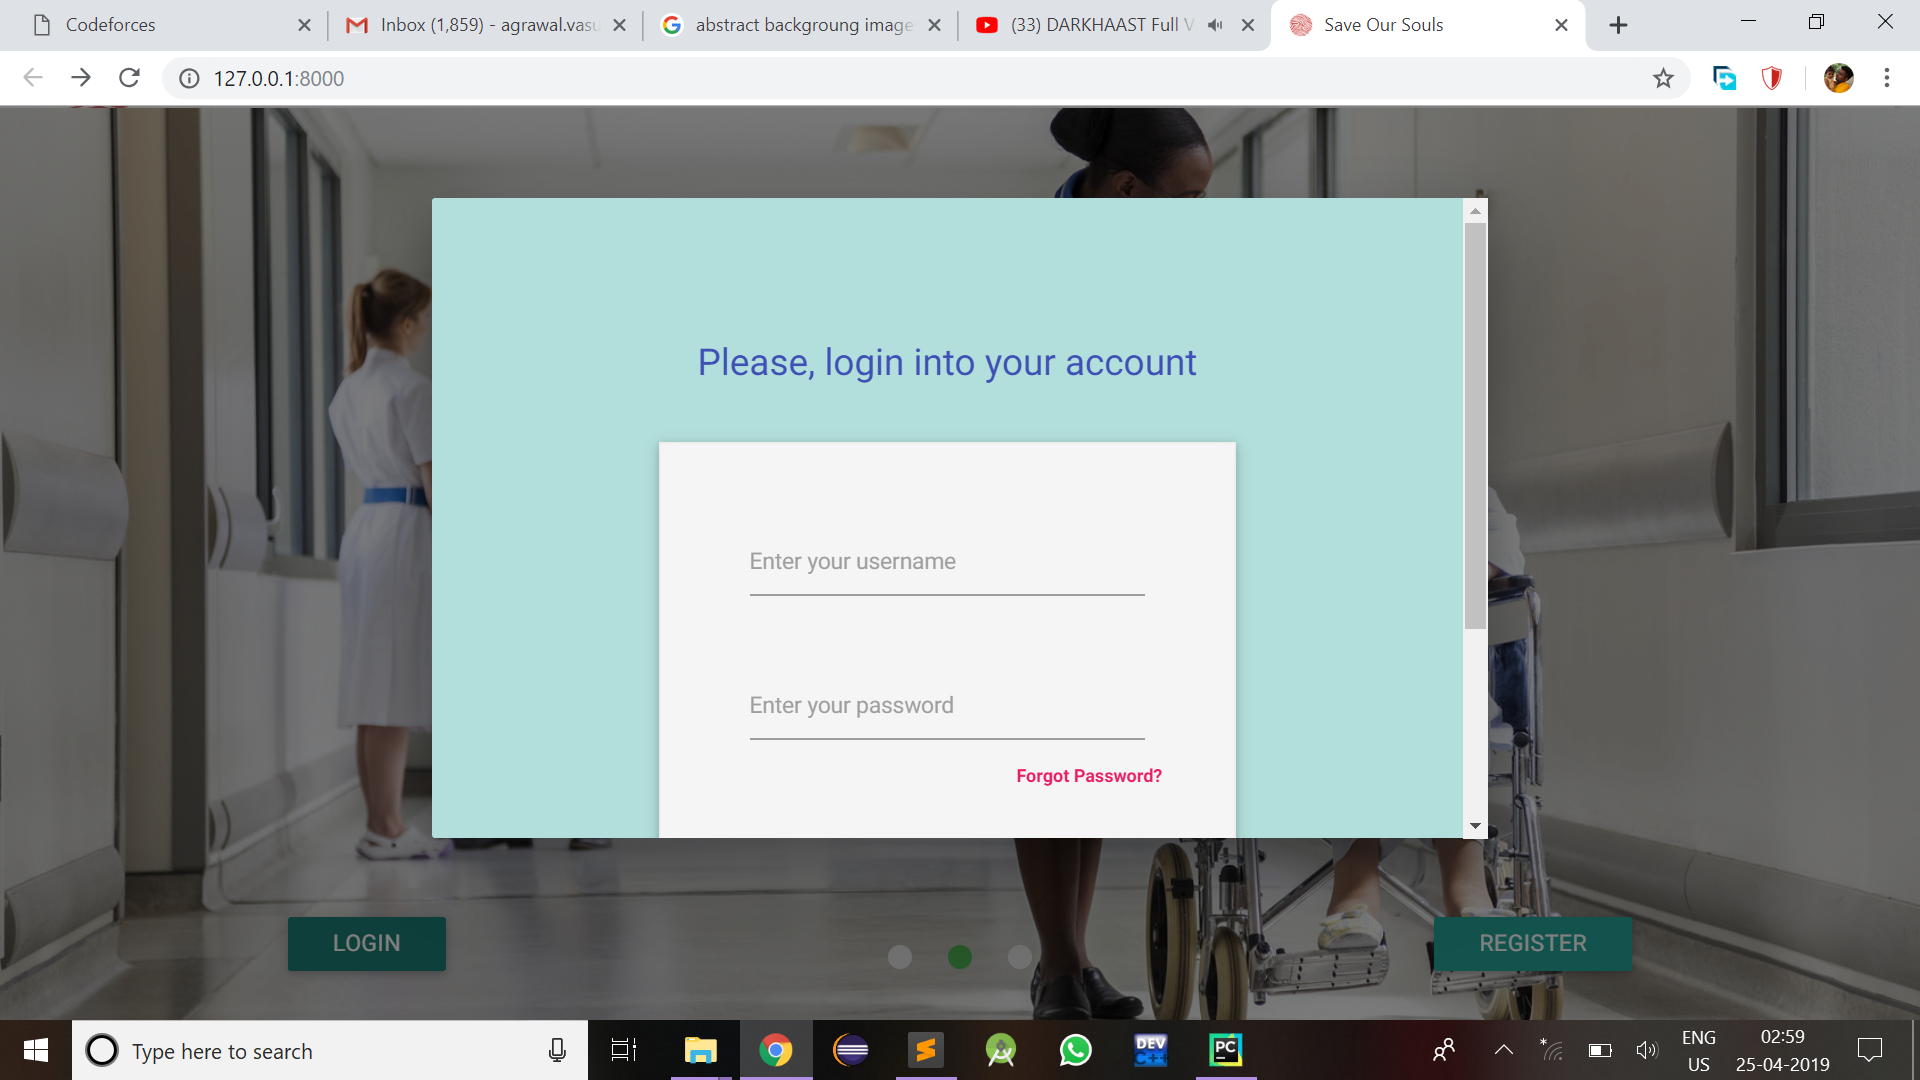 Codeforces
Inbox (1,859) - agrawal.vasu
abstract backgroung image
(33) DARKHAAST Full V
Save Our Souls
127.0.0.1:8000
Please, login into your account
Enter your username
Enter your password
Forgot Password?
LOGIN
REGISTER
Type here to search
DEV
C++
PC
ENG
US
02:59
25-04-2019